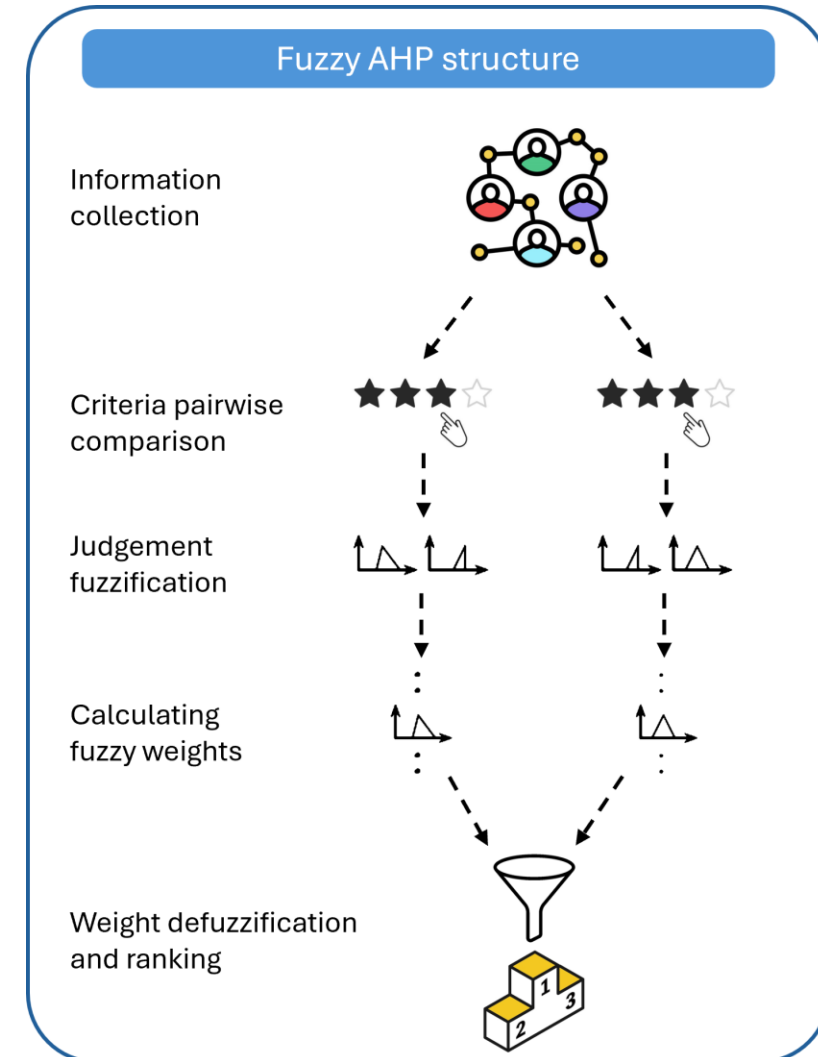 Fuzzy AHP structure
Information
collection
Criteria pairwise
comparison
Judgement
fuzzification
Calculating
fuzzy weights
Weight defuzzification
and ranking
1
2
3